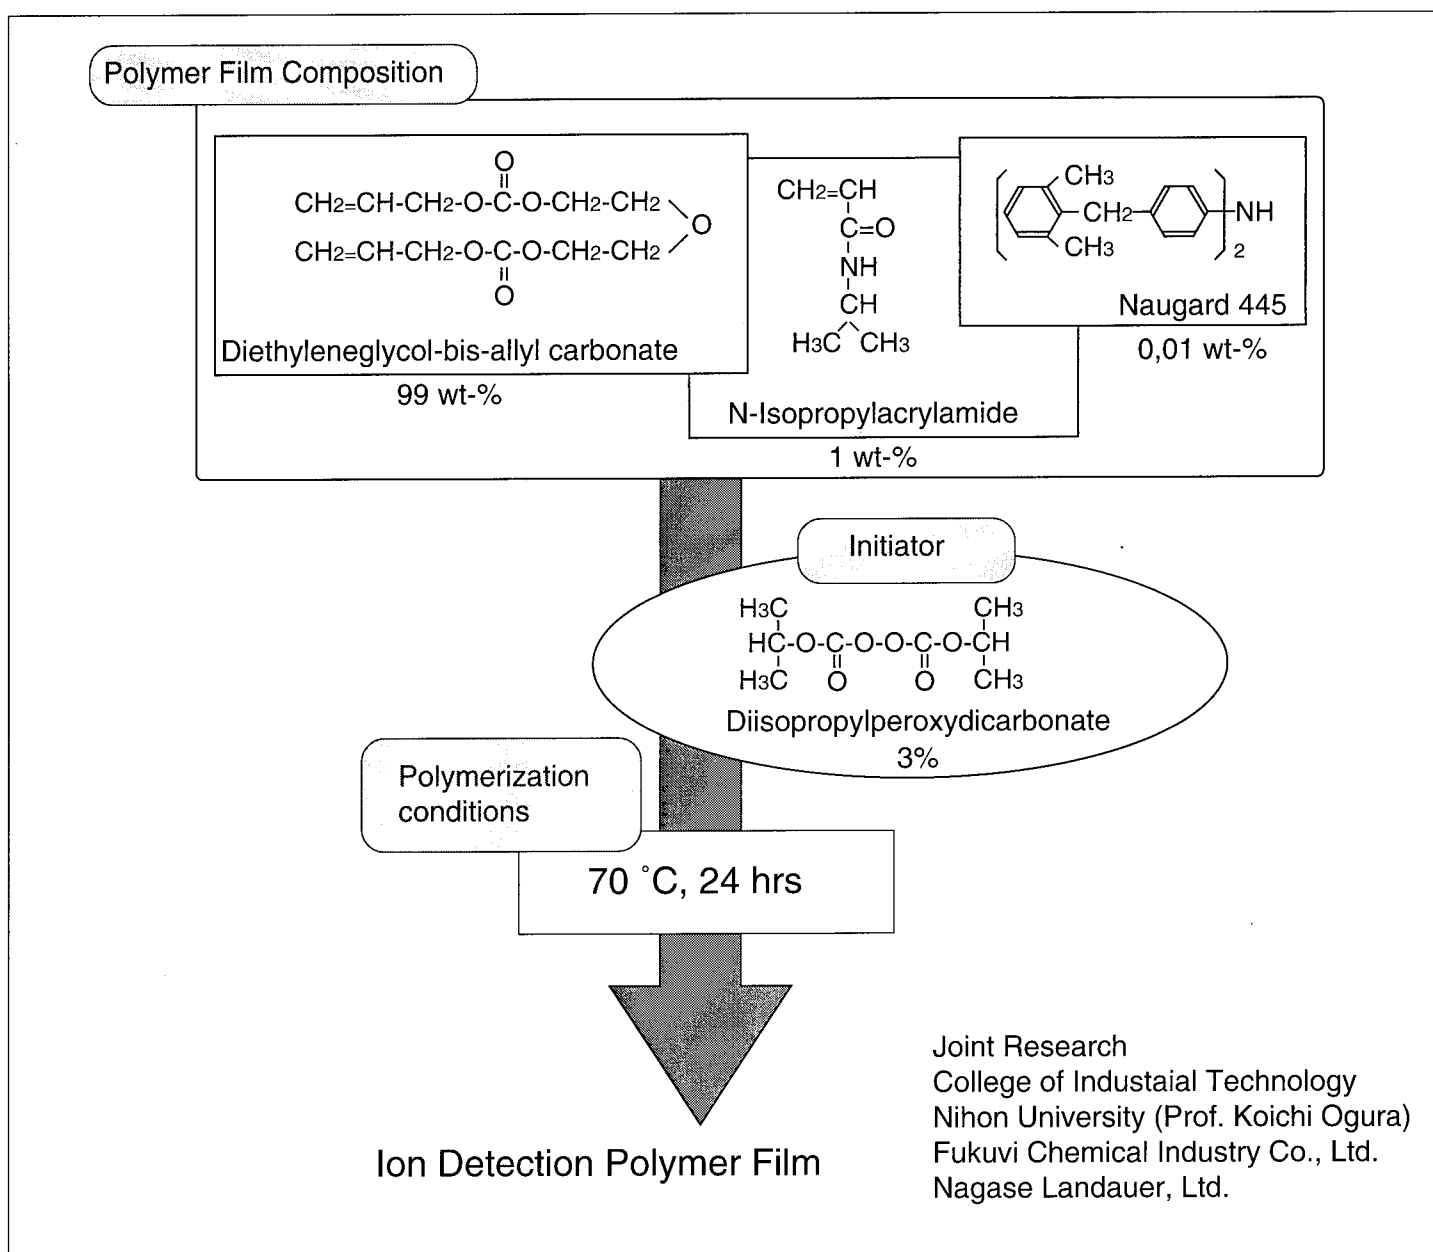 Polymer Film Composition
O
CH2=CH-CH2-O-C-O-CH2-CH2
O
CH2=CH-CH2-O-C-O-CH2-CH2
O
Diethyleneglycol-bis-allyl carbonate
99 wt-%
CH2=CH
C=O
NH
CH
H3C CH3
N-Isopropylacrylamide
1 wt-%
CH3
CH2
NH
CH3
2
Naugard 445
0,01 wt-%
Initiator
H3C CH3
HC-O-C-O-O-C-O-CH
H3C O O CH3
Diisopropylperoxydicarbonate
3%
Polymerization
conditions
70 °C, 24 hrs
Ion Detection Polymer Film
Joint Research
College of Industaial Technology
Nihon University (Prof. Koichi Ogura)
Fukuvi Chemical Industry Co., Ltd.
Nagase Landauer, Ltd.